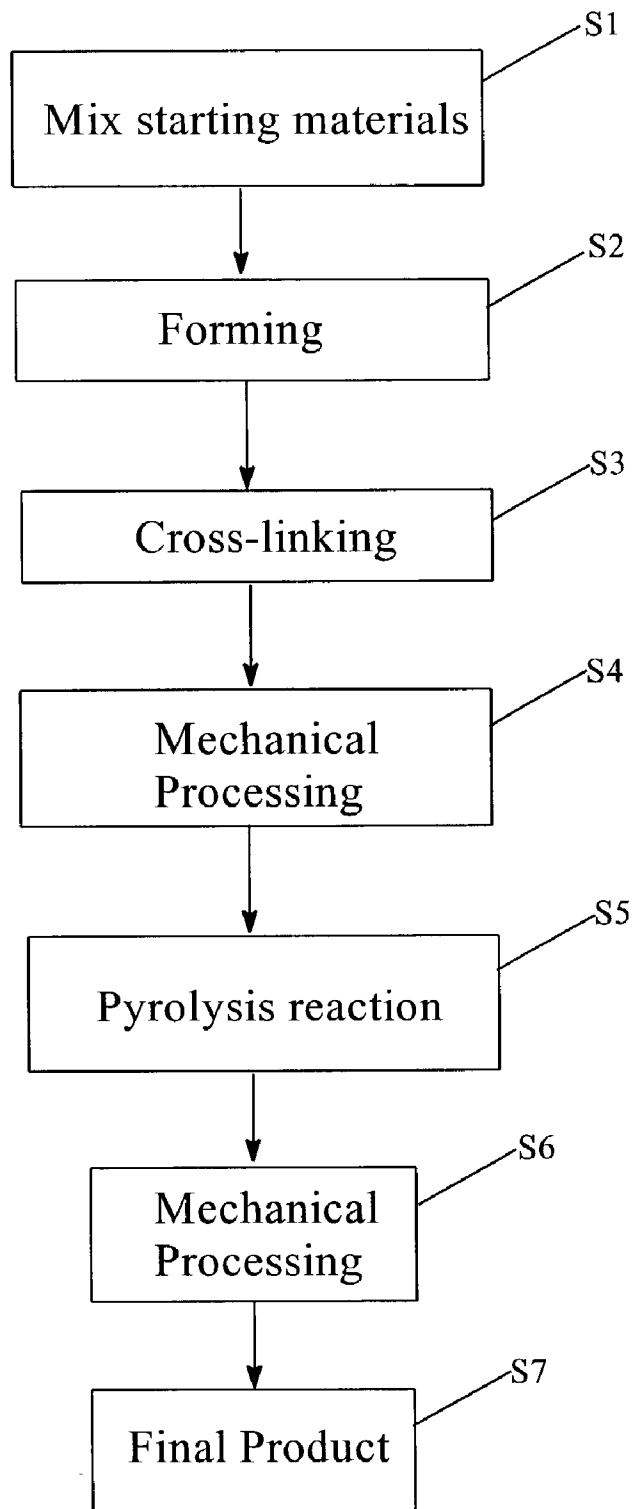 S1
Mix starting materials
S2
Forming
S3
Cross-linking
S4
Mechanical
Processing
S5
Pyrolysis reaction
S6
Mechanical
Processing
S7
Final Product